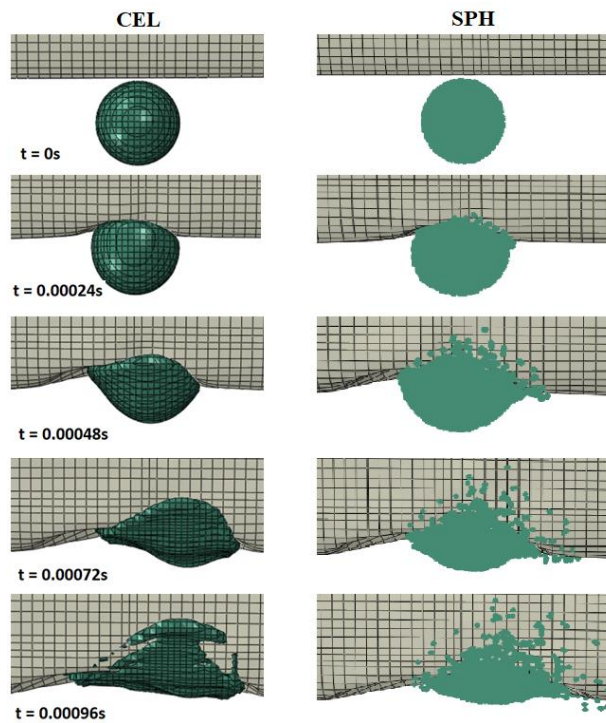 CEL
SPH
t = 0s
t = 0.00024s
t = 0.00048s
t = 0.00072s
t = 0.00096s